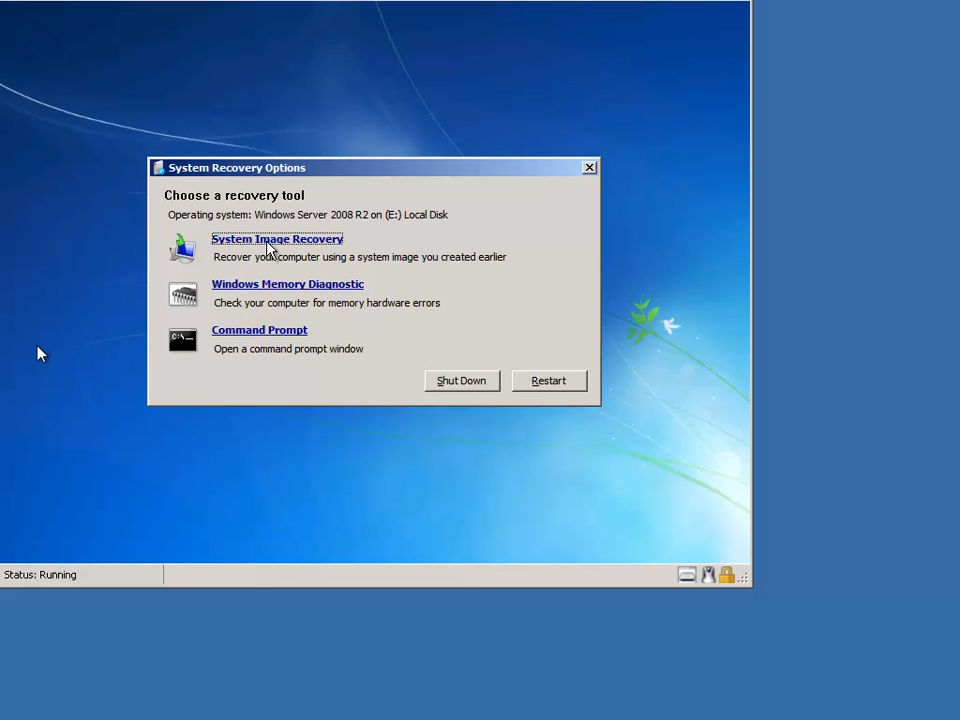 System Recovery Options
Choose a recovery tool
Operating system: Windows Server 2008 R2 on (E:) Local Disk
System Image Recovery
Recover your computer using a system image you created earlier
Windows Memory Diagnostic
Check your computer for memory hardware errors
C:\_
Command Prompt
Open a command prompt window
Shut Down
Restart
Status: Running